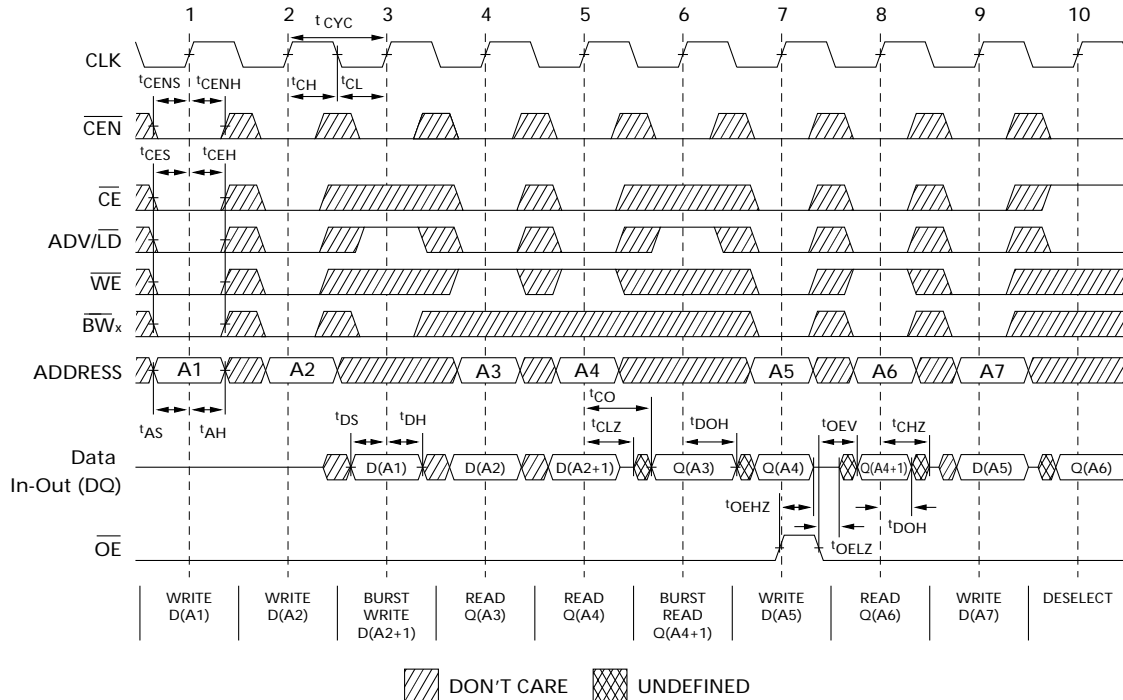 1 2 3 4 5 6 7 8 9 10
tCYC
CLK
tCENS tCENH tCH tCL
CEN
tCES tCEH
CE
ADV/LD
WE
BWx
ADDRESS A1 A2 A3 A4 A5 A6 A7
tCO
tAS tAH tDS tDH tCLZ tDOH tOEV tCHZ
Data
In-Out (DQ)
D(A1) D(A2) D(A2+1) Q(A3) Q(A4) Q(A4+1) D(A5) Q(A6)
tOEHZ tDOH
tOELZ
OE
WRITE
D(A1)
WRITE
D(A2)
BURST
WRITE
D(A2+1)
READ
Q(A3)
READ
Q(A4)
BURST
READ
Q(A4+1)
WRITE
D(A5)
READ
Q(A6)
WRITE
D(A7)
DESELECT
DON'T CARE UNDEFINED